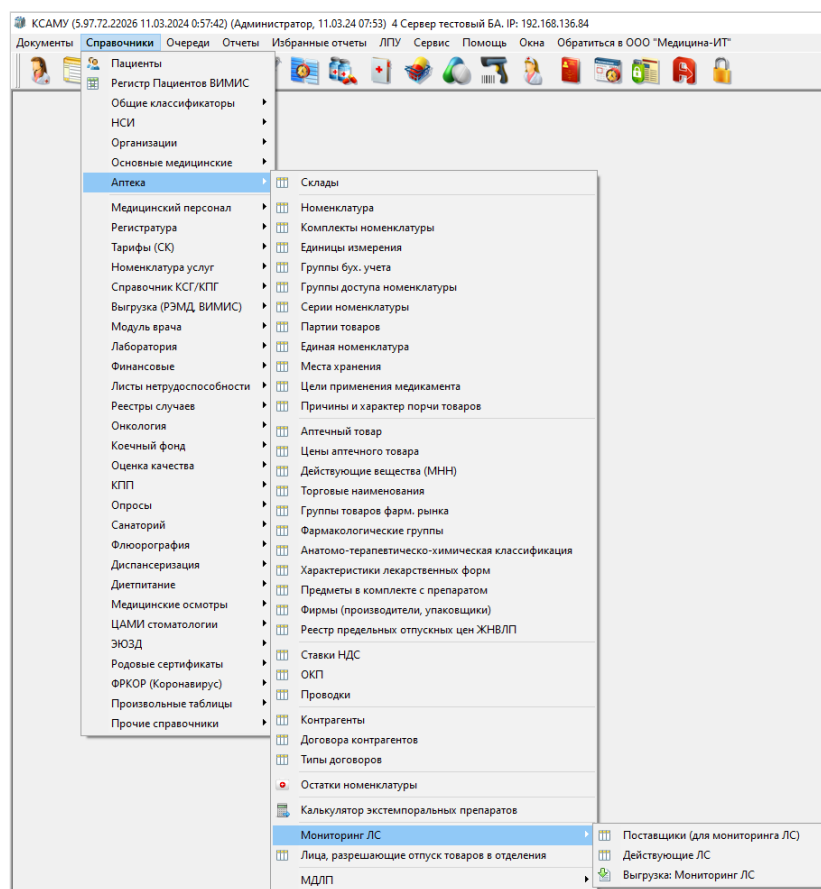 КСАМУ (5.97.72.22026 11.03.2024 0:57:42) (Администратор, 11.03.24 07:53) 4 Сервер тестовый БА. IP: 192.168.136.84
Документы Справочники Очереди Отчеты Избранные отчеты ЛПУ Сервис Помощь Окна Обратиться в ООО "Медицина-ИТ"
Пациенты
Регистр Пациентов ВИМИС
Общие классификаторы
НСИ
Организации
Основные медицинские
Аптека
Медицинский персонал
Регистратура
Тарифы (СК)
Номенклатура услуг
Справочник КСГ/КПГ
Выгрузка (РЭМД, ВИМИС)
Модуль врача
Лаборатория
Финансовые
Листы нетрудоспособности
Реестры случаев
Онкология
Коечный фонд
Оценка качества
КПП
Опросы
Санаторий
Флюорография
Диспансеризация
Диетпитание
Медицинские осмотры
ЦАМИ стоматологии
ЭЮЗД
Родовые сертификаты
ФРКОР (Коронавирус)
Произвольные таблицы
Прочие справочники
Склады
Номенклатура
Комплекты номенклатуры
Единицы измерения
Группы бух. учета
Группы доступа номенклатуры
Серии номенклатуры
Партии товаров
Единая номенклатура
Места хранения
Цели применения медикамента
Причины и характер порчи товаров
Аптечный товар
Цены аптечного товара
Действующие вещества (МНН)
Торговые наименования
Группы товаров фарм. рынка
Фармакологические группы
Анатомо-терапевтическо-химическая классификация
Характеристики лекарственных форм
Предметы в комплекте с препаратом
Фирмы (производители, упаковщики)
Реестр предельных отпускных цен ЖНВЛП
Ставки НДС
ОКП
Проводки
Контрагенты
Договора контрагентов
Типы договоров
Остатки номенклатуры
Калькулятор экстемпоральных препаратов
Мониторинг ЛС
Лица, разрешающие отпуск товаров в отделения
МДЛП
Поставщики (для мониторинга ЛС)
Действующие ЛС
Выгрузка: Мониторинг ЛС